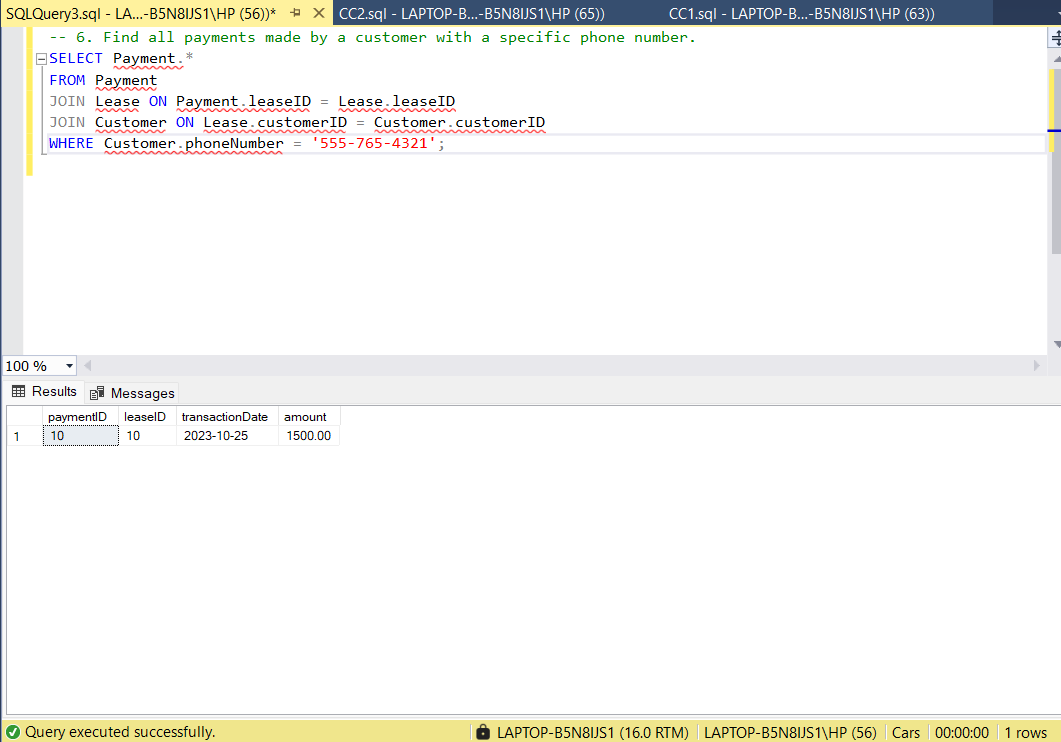 SQLQuery3.sql - LA...-B5N8IJS1\HP (56))* CC2.sql - LAPTOP-B...-B5N8IJS1\HP (65)) CC1.sql - LAPTOP-B...-B5N8IJS1\HP (63))
-- 6. Find all payments made by a customer with a specific phone number.
SELECT Payment.*
FROM Payment
JOIN Lease ON Payment.leaseID = Lease.leaseID
JOIN Customer ON Lease.customerID = Customer.customerID
WHERE Customer.phoneNumber = '555-765-4321';
100 %
Results Messages
paymentID leaseID transactionDate amount
1 10 10 2023-10-25 1500.00
Query executed successfully. LAPTOP-B5N8IJS1 (16.0 RTM) LAPTOP-B5N8IJS1\HP (56) Cars 00:00:00 1 rows